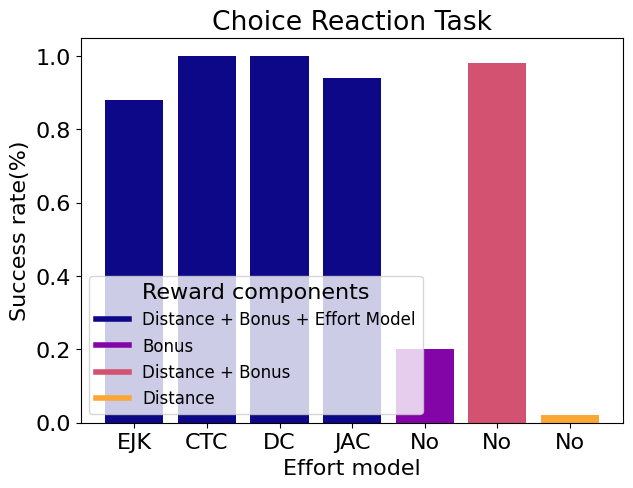 Choice Reaction Task
Success rate(%)
1.0
0.8
0.6
0.4
0.2
0.0
Reward components
Distance + Bonus + Effort Model
Bonus
Distance + Bonus
Distance
EJK CTC DC JAC No No No
Effort model